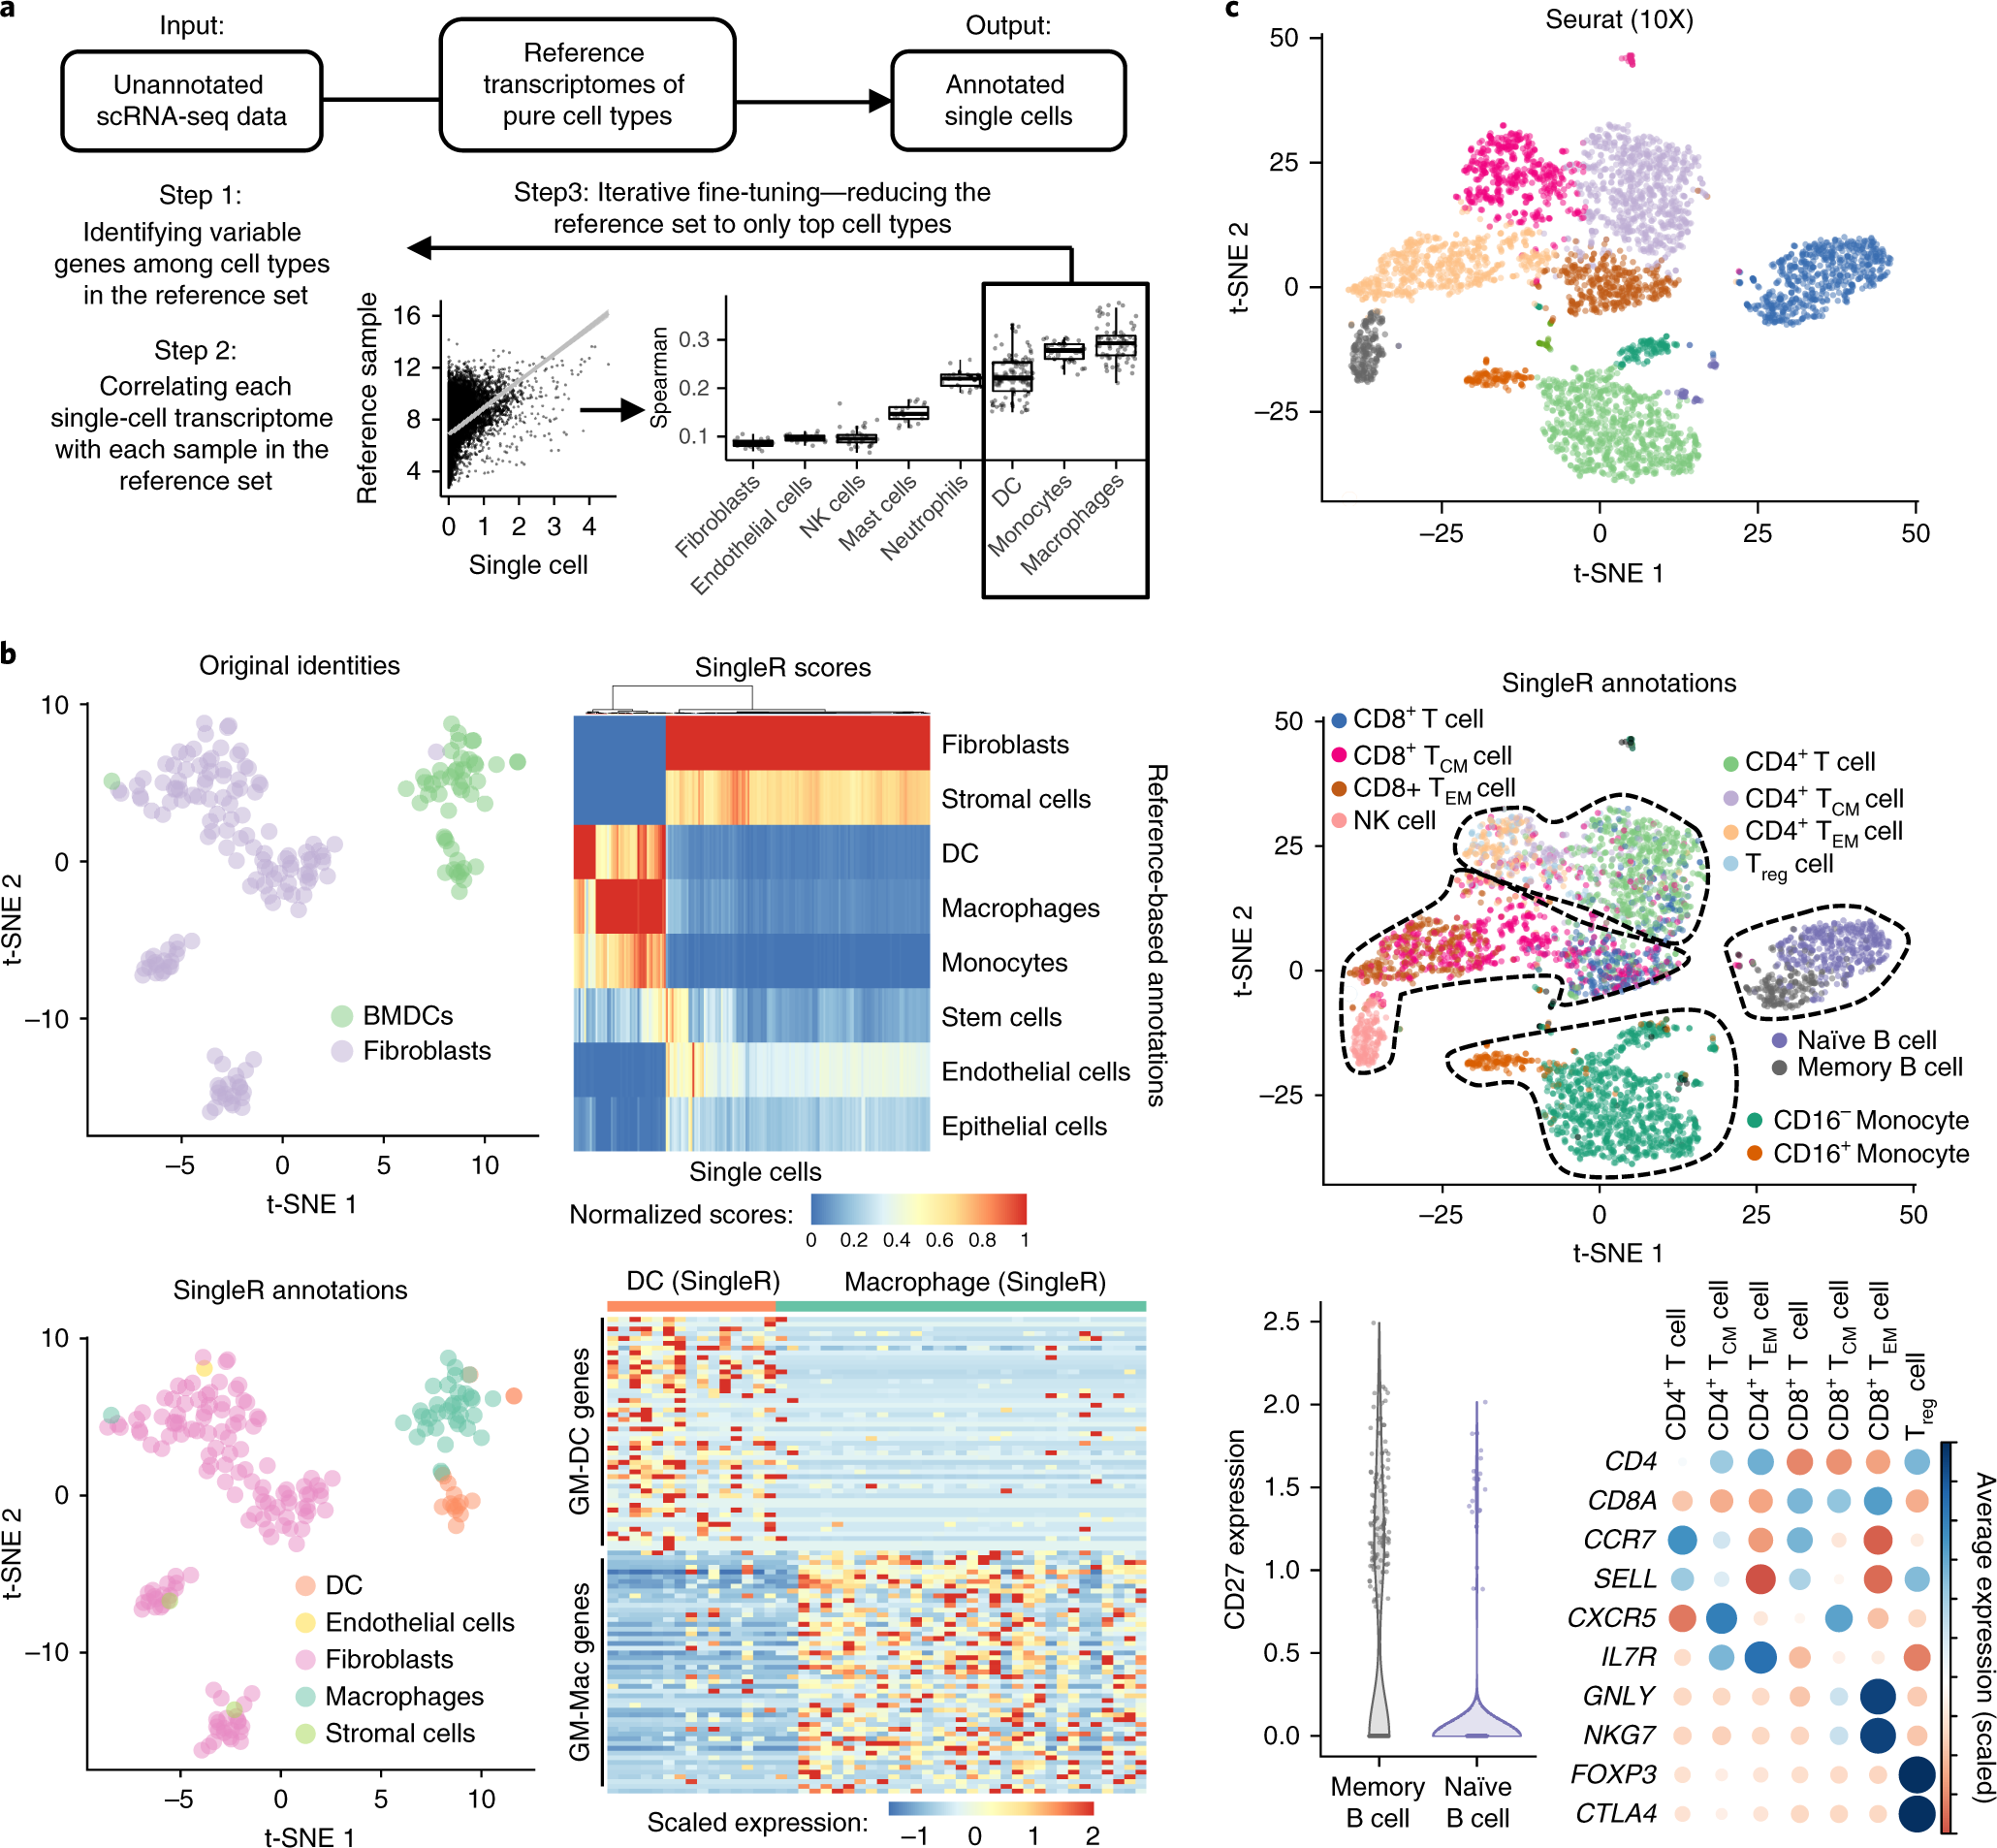 a
Input:
Unannotated
scRNA-seq data
Reference
transcriptomes of
pure cell types
Output:
Annotated
single cells
Step 1:
Identifying variable
genes among cell types
in the reference set
Step 2:
Correlating each
single-cell transcriptome
with each sample in the
reference set
Step3: Iterative fine-tuning—reducing the
reference set to only top cell types
Reference sample
16
12
8
4
0 1 2 3 4
Single cell
Spearman
0.3
0.2
0.1
Fibroblasts
Endothelial cells
NK cells
Mast cells
Neutrophils
DC
Monocytes
Macrophages
b
Original identities
10
0
−10
t-SNE 2
BMDCs
Fibroblasts
−5 0 5 10
t-SNE 1
SingleR scores
Fibroblasts
Stromal cells
DC
Macrophages
Monocytes
Stem cells
Endothelial cells
Epithelial cells
Reference-based annotations
Single cells
Normalized scores:
0 0.2 0.4 0.6 0.8 1
SingleR annotations
10
0
−10
t-SNE 2
DC
Endothelial cells
Fibroblasts
Macrophages
Stromal cells
−5 0 5 10
t-SNE 1
DC (SingleR) Macrophage (SingleR)
GM-DC genes
GM-Mac genes
Scaled expression:
−1 0 1 2
c
Seurat (10X)
50
25
0
−25
t-SNE 2
−25 0 25 50
t-SNE 1
SingleR annotations
50
25
0
−25
t-SNE 2
CD8+ T cell
CD8+ TCM cell
CD8+ TEM cell
NK cell
CD4+ T cell
CD4+ TCM cell
CD4+ TEM cell
Treg cell
Naïve B cell
Memory B cell
CD16− Monocyte
CD16+ Monocyte
−25 0 25 50
t-SNE 1
CD27 expression
2.5
2.0
1.5
1.0
0.5
0.0
Memory
B cell
Naïve
B cell
CD4+ T cell
CD4+ TCM cell
CD4+ TEM cell
CD8+ T cell
CD8+ TCM cell
CD8+ TEM cell
Treg cell
CD4
CD8A
CCR7
SELL
CXCR5
IL7R
GNLY
NKG7
FOXP3
CTLA4
Average expression (scaled)